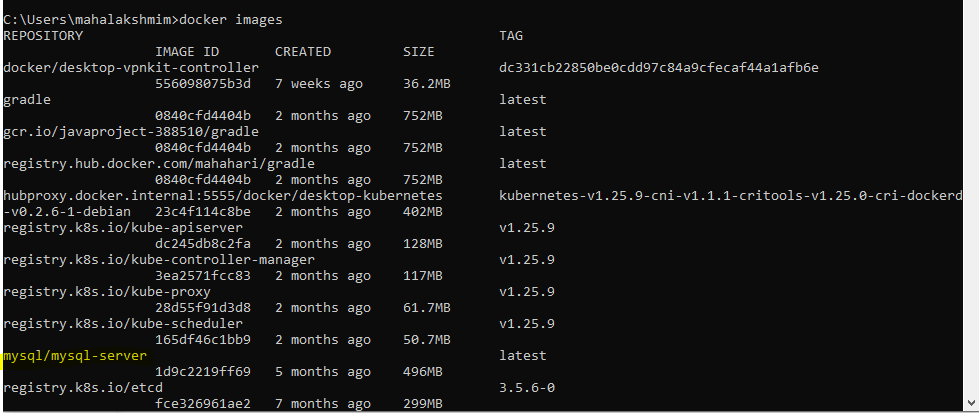 C:\Users\mahalakshmim>docker images
REPOSITORY TAG
IMAGE ID CREATED SIZE
docker/desktop-vpnkit-controller dc331cb22850be0cdd97c84a9cfecaf44a1afb6e
556098075b3d 7 weeks ago 36.2MB
gradle latest
0840cfd4404b 2 months ago 752MB
gcr.io/javaproject-388510/gradle latest
0840cfd4404b 2 months ago 752MB
registry.hub.docker.com/mahahari/gradle latest
0840cfd4404b 2 months ago 752MB
hubproxy.docker.internal:5555/docker/desktop-kubernetes kubernetes-v1.25.9-cni-v1.1.1-critools-v1.25.0-cri-dockerd
-v0.2.6-1-debian 23c4f114c8be 2 months ago 402MB
registry.k8s.io/kube-apiserver v1.25.9
dc245db8c2fa 2 months ago 128MB
registry.k8s.io/kube-controller-manager v1.25.9
3ea2571fcc83 2 months ago 117MB
registry.k8s.io/kube-proxy v1.25.9
28d55f91d3d8 2 months ago 61.7MB
registry.k8s.io/kube-scheduler v1.25.9
165df46c1bb9 2 months ago 50.7MB
mysql/mysql-server latest
1d9c2219ff69 5 months ago 496MB
registry.k8s.io/etcd 3.5.6-0
fce326961ae2 7 months ago 299MB